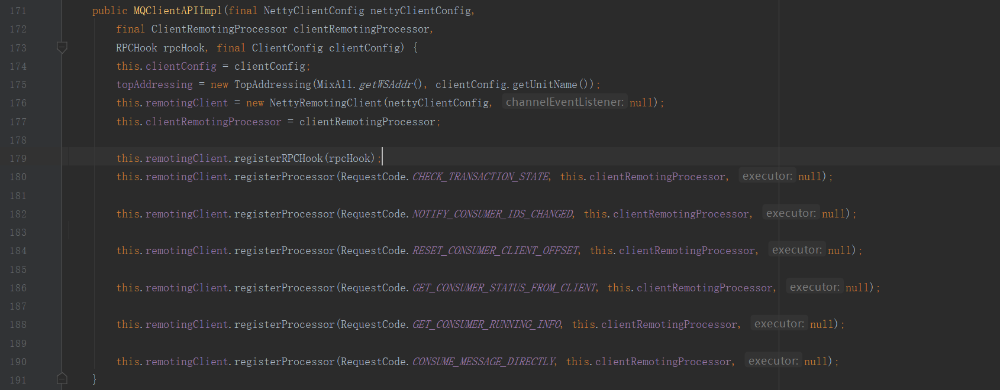 171 public MQClientAPIImpl(final NettyClientConfig nettyClientConfig,
172 final ClientRemotingProcessor clientRemotingProcessor,
173 RPCHook rpcHook, final ClientConfig clientConfig) {
174 this.clientConfig = clientConfig;
175 topAddressing = new TopAddressing(MixAll.getWSAddr(), clientConfig.getUnitName());
176 this.remotingClient = new NettyRemotingClient(nettyClientConfig, channelEventListener: null);
177 this.clientRemotingProcessor = clientRemotingProcessor;
178
179 this.remotingClient.registerRPCHook(rpcHook);
180 this.remotingClient.registerProcessor(RequestCode.CHECK_TRANSACTION_STATE, this.clientRemotingProcessor, executor: null);
181
182 this.remotingClient.registerProcessor(RequestCode.NOTIFY_CONSUMER_IDS_CHANGED, this.clientRemotingProcessor, executor: null);
183
184 this.remotingClient.registerProcessor(RequestCode.RESET_CONSUMER_CLIENT_OFFSET, this.clientRemotingProcessor, executor: null);
185
186 this.remotingClient.registerProcessor(RequestCode.GET_CONSUMER_STATUS_FROM_CLIENT, this.clientRemotingProcessor, executor: null);
187
188 this.remotingClient.registerProcessor(RequestCode.GET_CONSUMER_RUNNING_INFO, this.clientRemotingProcessor, executor: null);
189
190 this.remotingClient.registerProcessor(RequestCode.CONSUME_MESSAGE_DIRECTLY, this.clientRemotingProcessor, executor: null);
191 }